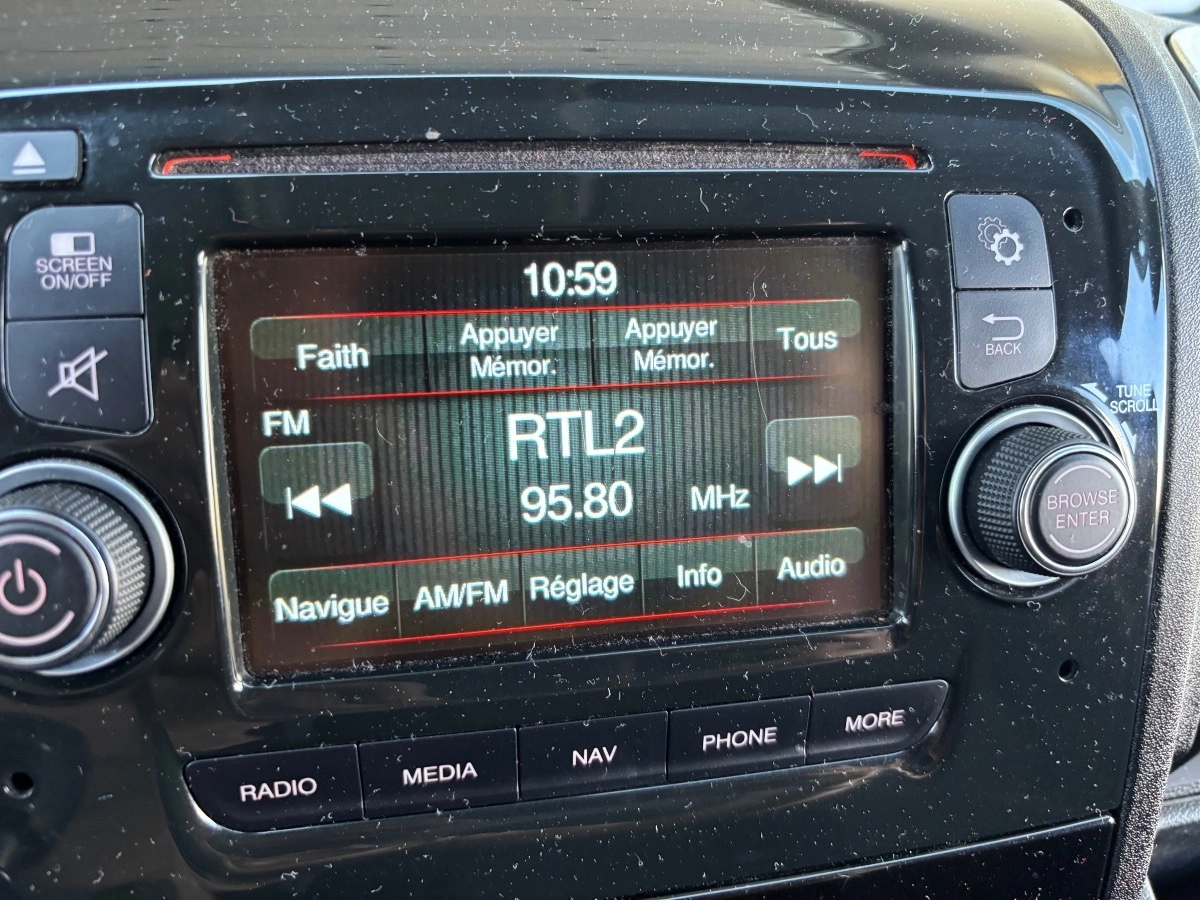 SCREEN
ON/OFF
10:59
Faith
Appuyer
Mémor.
Appuyer
Mémor.
Tous
FM
RTL2
95.80 MHz
Navigue
AM/FM
Réglage
Info
Audio
BACK
TUNE
SCROLL
BROWSE
ENTER
RADIO
MEDIA
NAV
PHONE
MORE